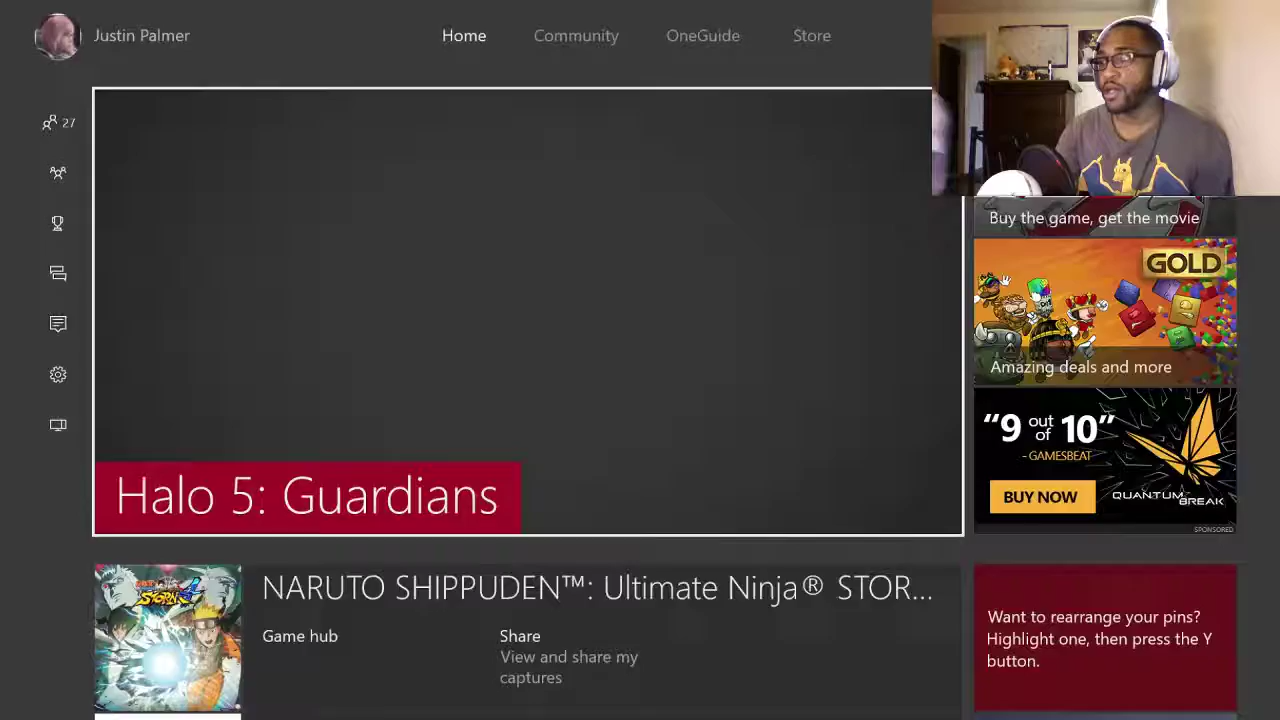 Justin Palmer
Home
Community
OneGuide
Store
27
Halo 5: Guardians
Buy the game, get the movie
GOLD
Amazing deals and more
“9 out of 10”
- GAMESBEAT
BUY NOW
QUANTUM BREAK
SPONSORED
STORM 4
NARUTO SHIPPUDEN™: Ultimate Ninja® STOR...
Game hub
Share
View and share my
captures
Want to rearrange your pins?
Highlight one, then press the Y
button.